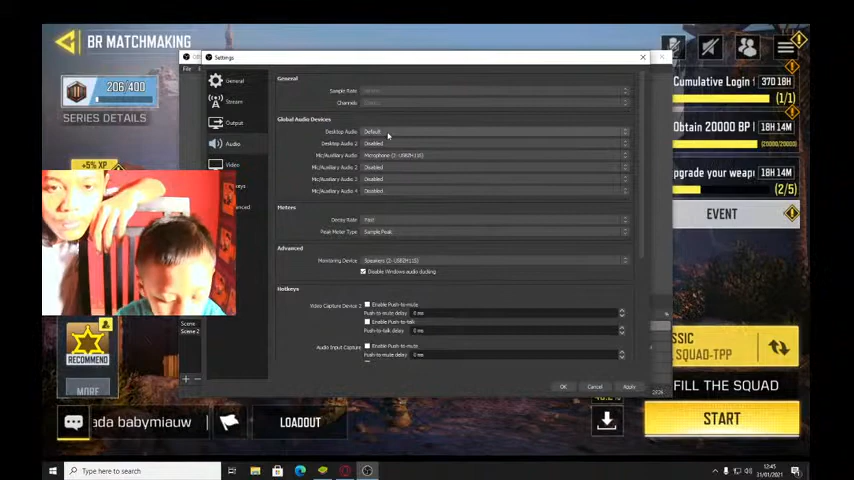 BR MATCHMAKING
206/400
SERIES DETAILS
+5% XP
RECOMMEND
MORE
ada babymiauw
LOADOUT
Cumulative Login
370 18H
(1/1)
Obtain 20000 BP
18H 14M
(20000/20000)
upgrade your weap
18H 14M
(2/5)
EVENT
SQUAD-TPP
FILL THE SQUAD
START
File
Settings
General
Stream
Output
Audio
Video
General
Sample Rate
Channels
Global Audio Devices
Desktop Audio Default
Desktop Audio 2 Disabled
Mic/Auxiliary Audio
Mic/Auxiliary Audio 2 Disabled
Mic/Auxiliary Audio 3 Disabled
Mic/Auxiliary Audio 4 Disabled
Meters
Decay Rate Fast
Peak Meter Type Sample Peak
Advanced
Monitoring Device
Disable Windows audio ducking
Hotkeys
Video Capture Device 2
Enable Push-to-mute
Push-to-mute delay 0 ms
Enable Push-to-talk
Push-to-talk delay 0 ms
Audio Input Capture
Enable Push-to-mute
Push-to-mute delay 0 ms
OK Cancel Apply
Scene
Scene 2
Type here to search
12:45
31/01/2021